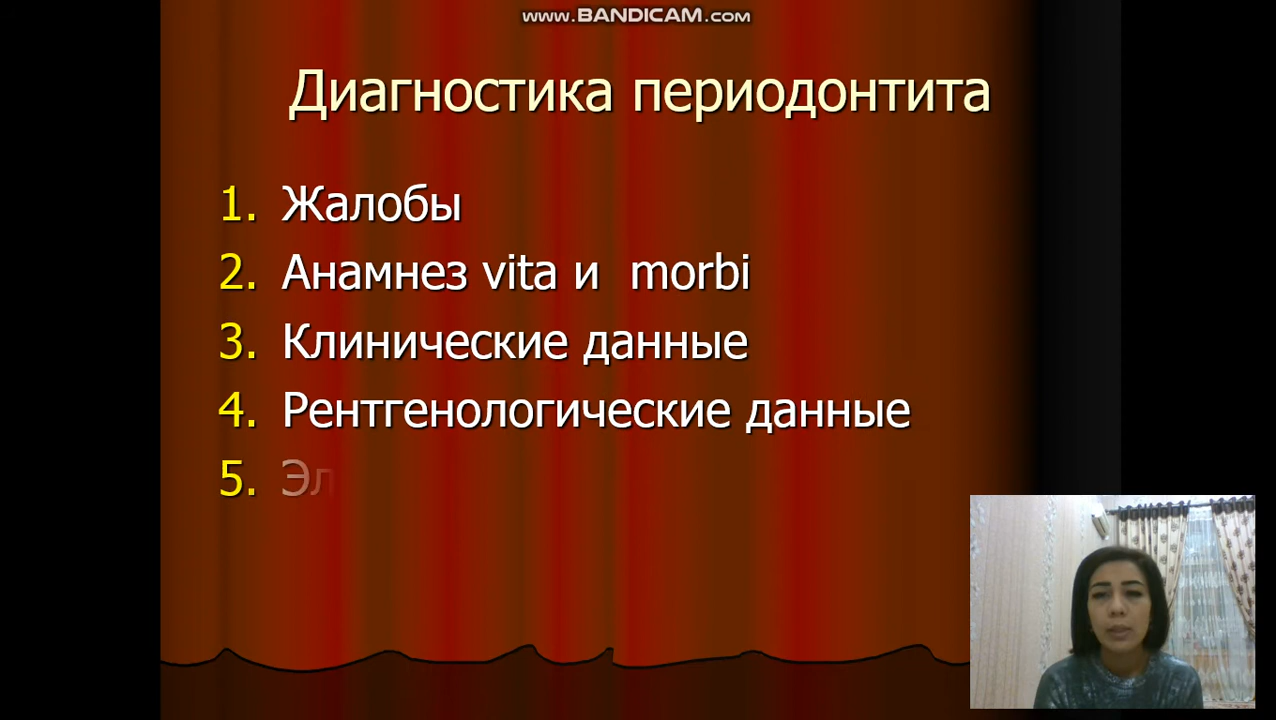 www.BANDICAM.com
Диагностика периодонтита
1. Жалобы
2. Анамнез vita и morbi
3. Клинические данные
4. Рентгенологические данные
5.